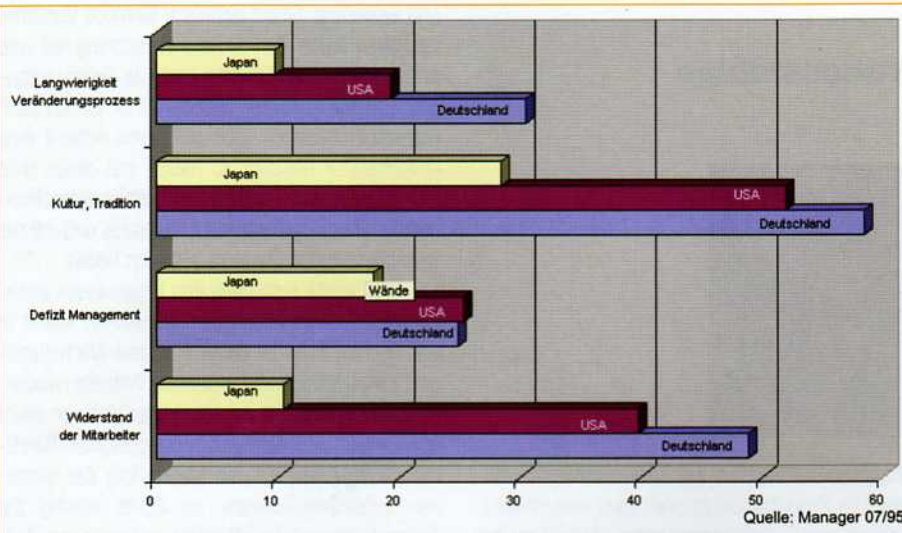 Langwierigkeit
Veränderungsprozess
Japan
USA
Deutschland
Kultur, Tradition
Japan
USA
Deutschland
Defizit Management
Japan
Wände
USA
Deutschland
Widerstand
der Mitarbeiter
Japan
USA
Deutschland
0 10 20 30 40 50 60
Quelle: Manager 07/95